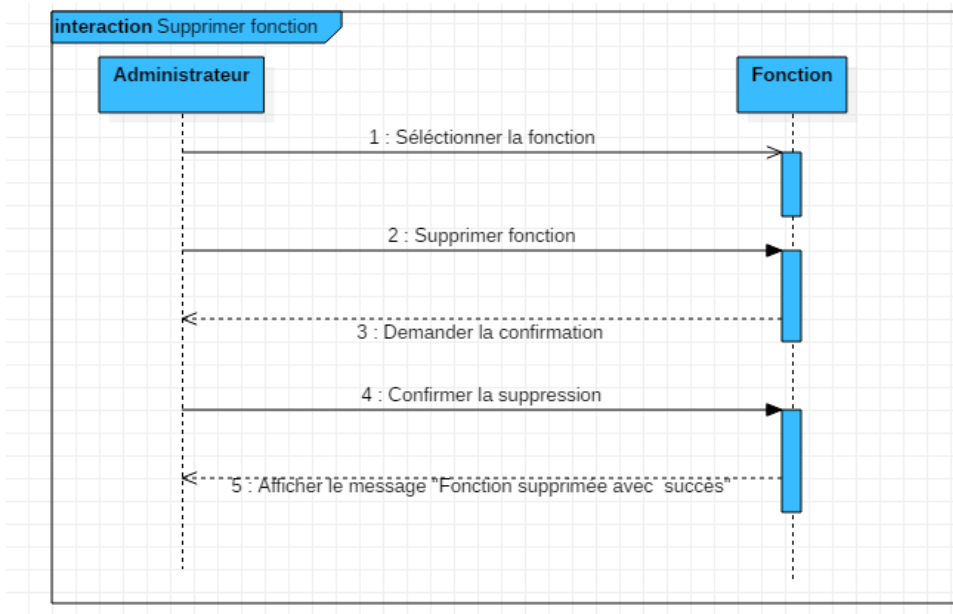 interaction Supprimer fonction
Administrateur
Fonction
1 : Séléctionner la fonction
2 : Supprimer fonction
3 : Demander la confirmation
4 : Confirmer la suppression
5 : Afficher le message "Fonction supprimée avec  succès"